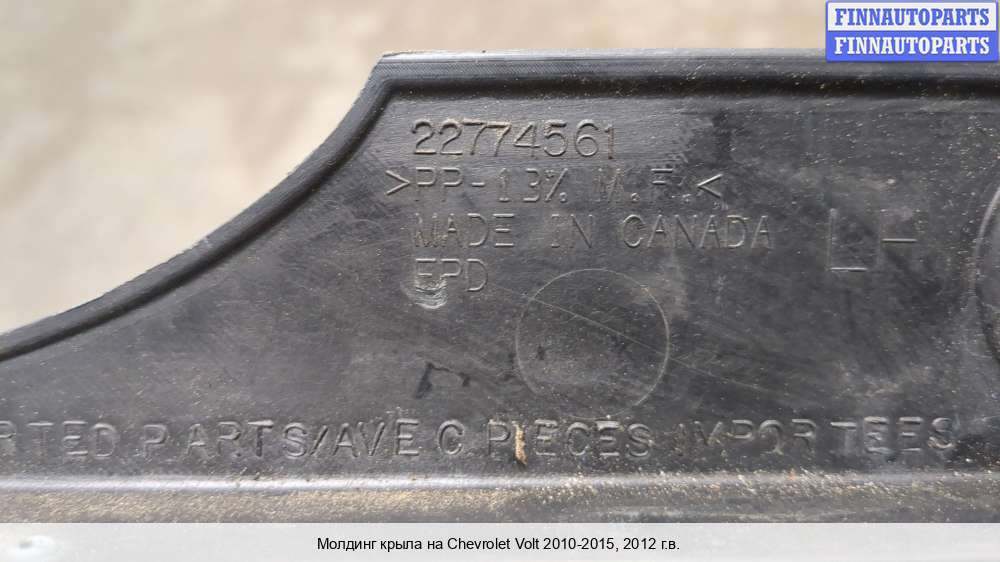 FINNAUTOPARTS
FINNAUTOPARTS
22774561
>PP-13% M.F.<
MADE IN CANADA
EPD
L-
RTED PARTS/AVEC PIECES IMPORTEES
Молдинг крыла на Chevrolet Volt 2010-2015, 2012 г.в.